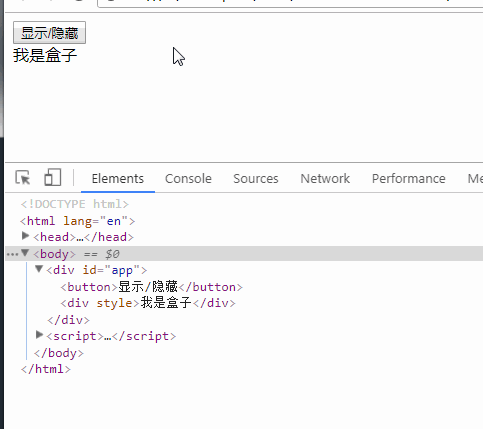 显示/隐藏
我是盒子
Elements Console Sources Network Performance Me
<!DOCTYPE html>
<html lang="en">
<head>…</head>
<body> == $0
<div id="app">
<button>显示/隐藏</button>
<div style>我是盒子</div>
</div>
<script>…</script>
</body>
</html>